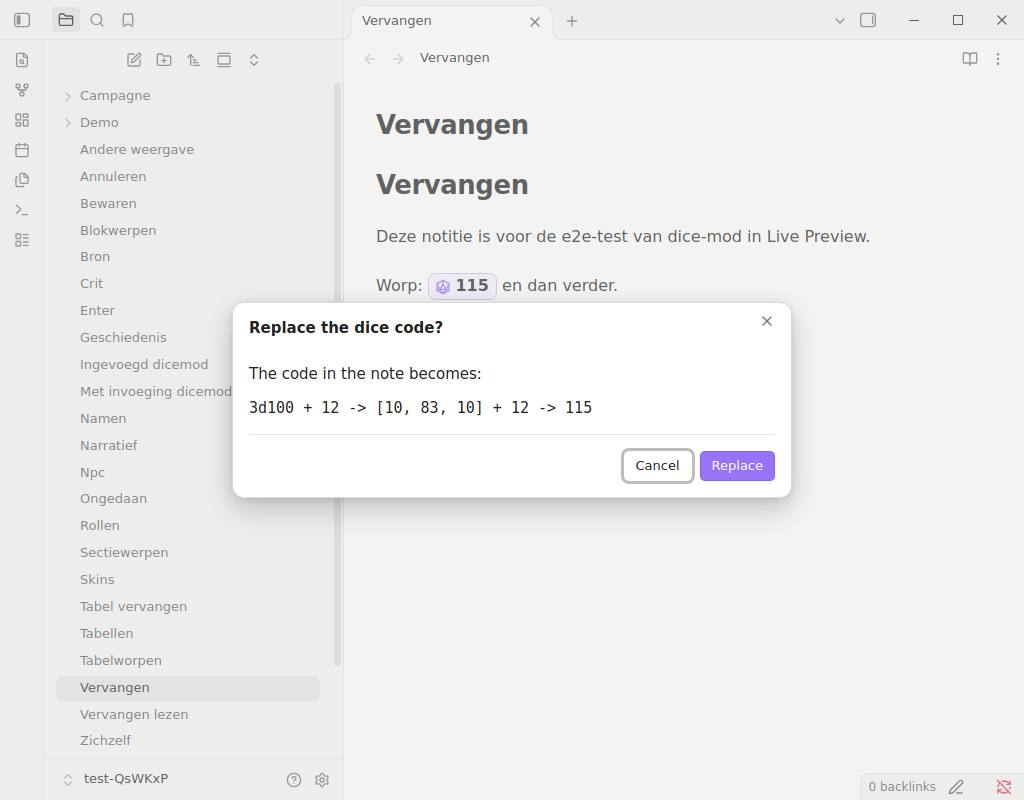 Vervangen
Vervangen
Campagne
Demo
Andere weergave
Annuleren
Bewaren
Blokwerpen
Bron
Crit
Enter
Geschiedenis
Ingevoegd dicemod
Met invoeging dicemod
Namen
Narratief
Npc
Ongedaan
Rollen
Sectiewerpen
Skins
Tabel vervangen
Tabellen
Tabelworpen
Vervangen
Vervangen lezen
Zichzelf
test-QsWKxP
Vervangen
Vervangen
Deze notitie is voor de e2e-test van dice-mod in Live Preview.
Worp: 115 en dan verder.
Replace the dice code?
The code in the note becomes:
3d100 + 12 -> [10, 83, 10] + 12 -> 115
Cancel Replace
0 backlinks